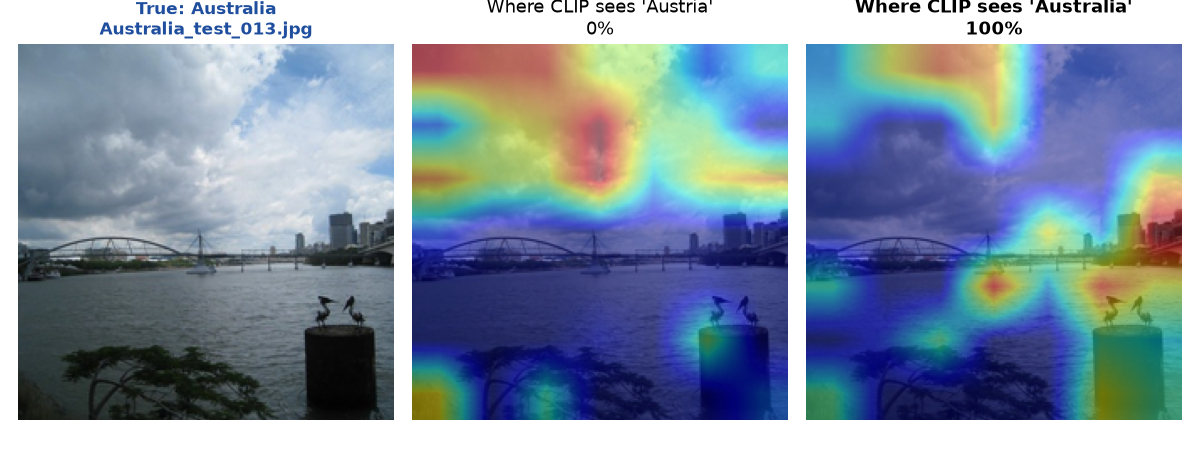 True: Australia
Australia_test_013.jpg
Where CLIP sees 'Austria'
0%
Where CLIP sees 'Australia'
100%